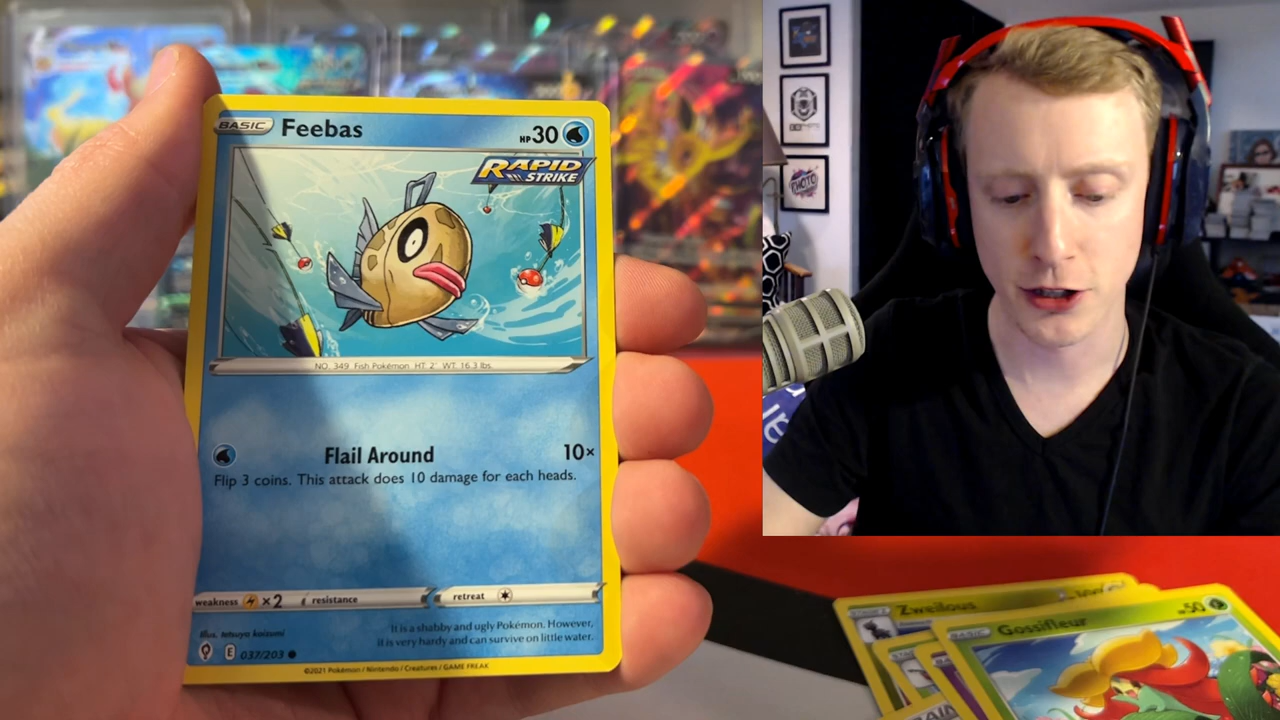 BASIC Feebas HP 30
RAPID
STRIKE
NO. 349 Fish Pokémon HT: 2' WT: 16.3 lbs.
Flail Around 10×
Flip 3 coins. This attack does 10 damage for each heads.
weakness ×2 resistance retreat
It is a shabby and ugly Pokémon. However,
it is very hardy and can survive on little water.
Illus. tetsuya koizumi
E 037/203
©2021 Pokémon / Nintendo / Creatures / GAME FREAK
Zweilous
BASIC Gossifleur HP 50